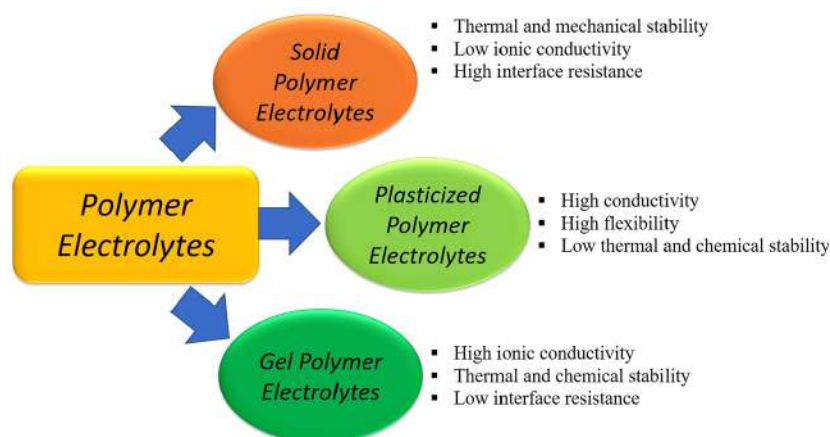 Solid
Polymer
Electrolytes
▪ Thermal and mechanical stability
▪ Low ionic conductivity
▪ High interface resistance
Polymer
Electrolytes
Plasticized
Polymer
Electrolytes
▪ High conductivity
▪ High flexibility
▪ Low thermal and chemical stability
Gel Polymer
Electrolytes
▪ High ionic conductivity
▪ Thermal and chemical stability
▪ Low interface resistance